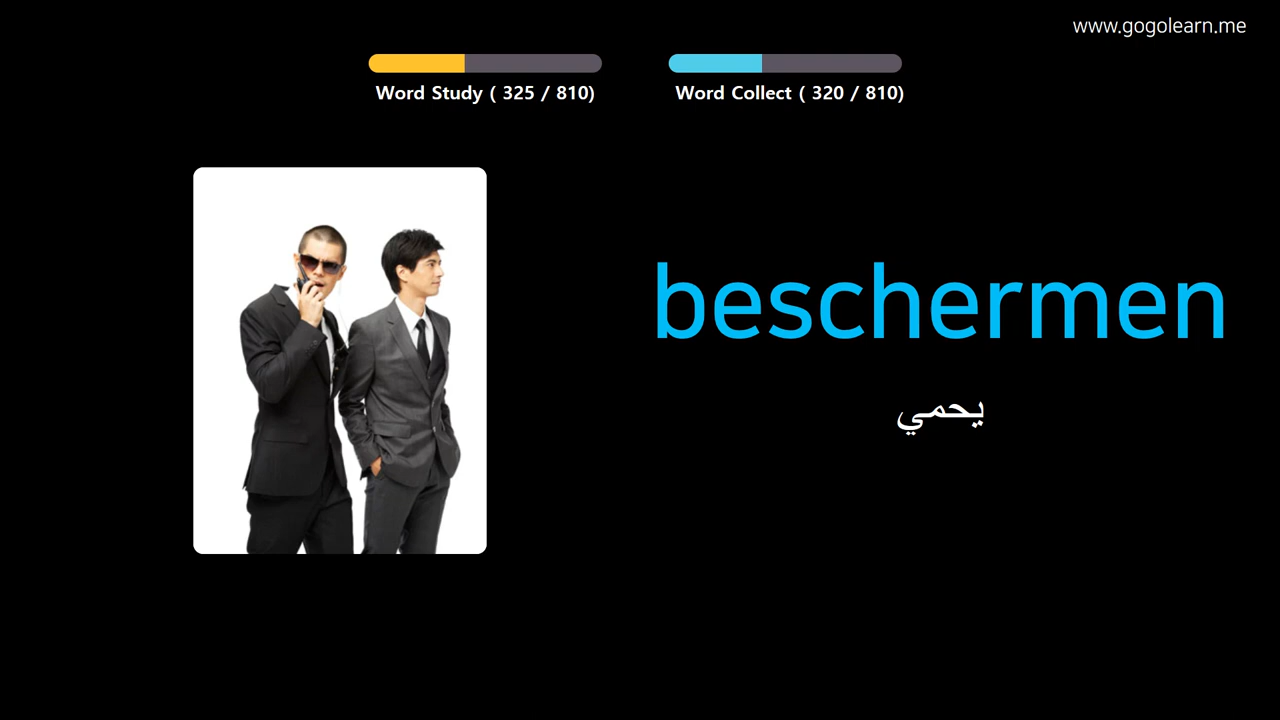 www.gogolearn.me
Word Study ( 325 / 810)
Word Collect ( 320 / 810)
beschermen
يحمي